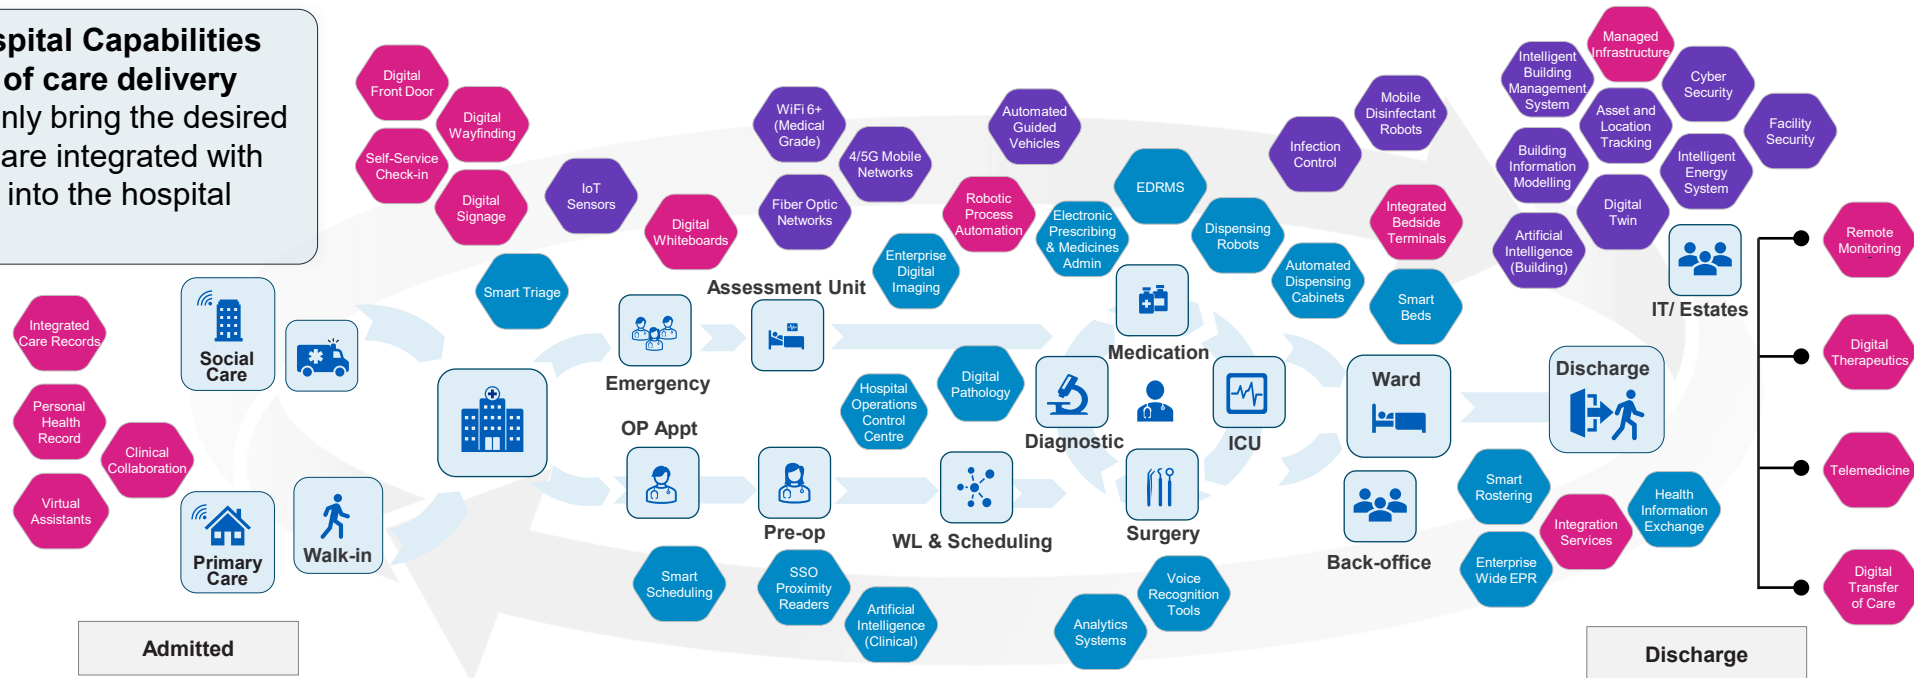 spital Capabilities
of care delivery
nly bring the desired
are integrated with
into the hospital
Digital
Front Door
Digital
Wayfinding
Self-Service
Check-in
Digital
Signage
IoT
Sensors
Digital
Whiteboards
Smart Triage
WiFi 6+
(Medical
Grade)
4/5G Mobile
Networks
Fiber Optic
Networks
Enterprise
Digital
Imaging
Automated
Guided
Vehicles
Robotic
Process
Automation
Electronic
Prescribing
& Medicines
Admin
EDRMS
Dispensing
Robots
Automated
Dispensing
Cabinets
Infection
Control
Mobile
Disinfectant
Robots
Integrated
Bedside
Terminals
Smart
Beds
Managed
Infrastructure
Intelligent
Building
Management
System
Cyber
Security
Asset and
Location
Tracking
Facility
Security
Building
Information
Modelling
Intelligent
Energy
System
Digital
Twin
Artificial
Intelligence
(Building)
IT/ Estates
Remote
Monitoring
Digital
Therapeutics
Telemedicine
Digital
Transfer
of Care
Integrated
Care Records
Personal
Health
Record
Clinical
Collaboration
Virtual
Assistants
Social
Care
Primary
Care
Walk-in
Emergency
Assessment Unit
OP Appt
Pre-op
WL & Scheduling
Hospital
Operations
Control
Centre
Digital
Pathology
Diagnostic
Medication
ICU
Surgery
Ward
Discharge
Back-office
Smart
Rostering
Integration
Services
Health
Information
Exchange
Enterprise
Wide EPR
Smart
Scheduling
SSO
Proximity
Readers
Artificial
Intelligence
(Clinical)
Analytics
Systems
Voice
Recognition
Tools
Admitted
Discharge